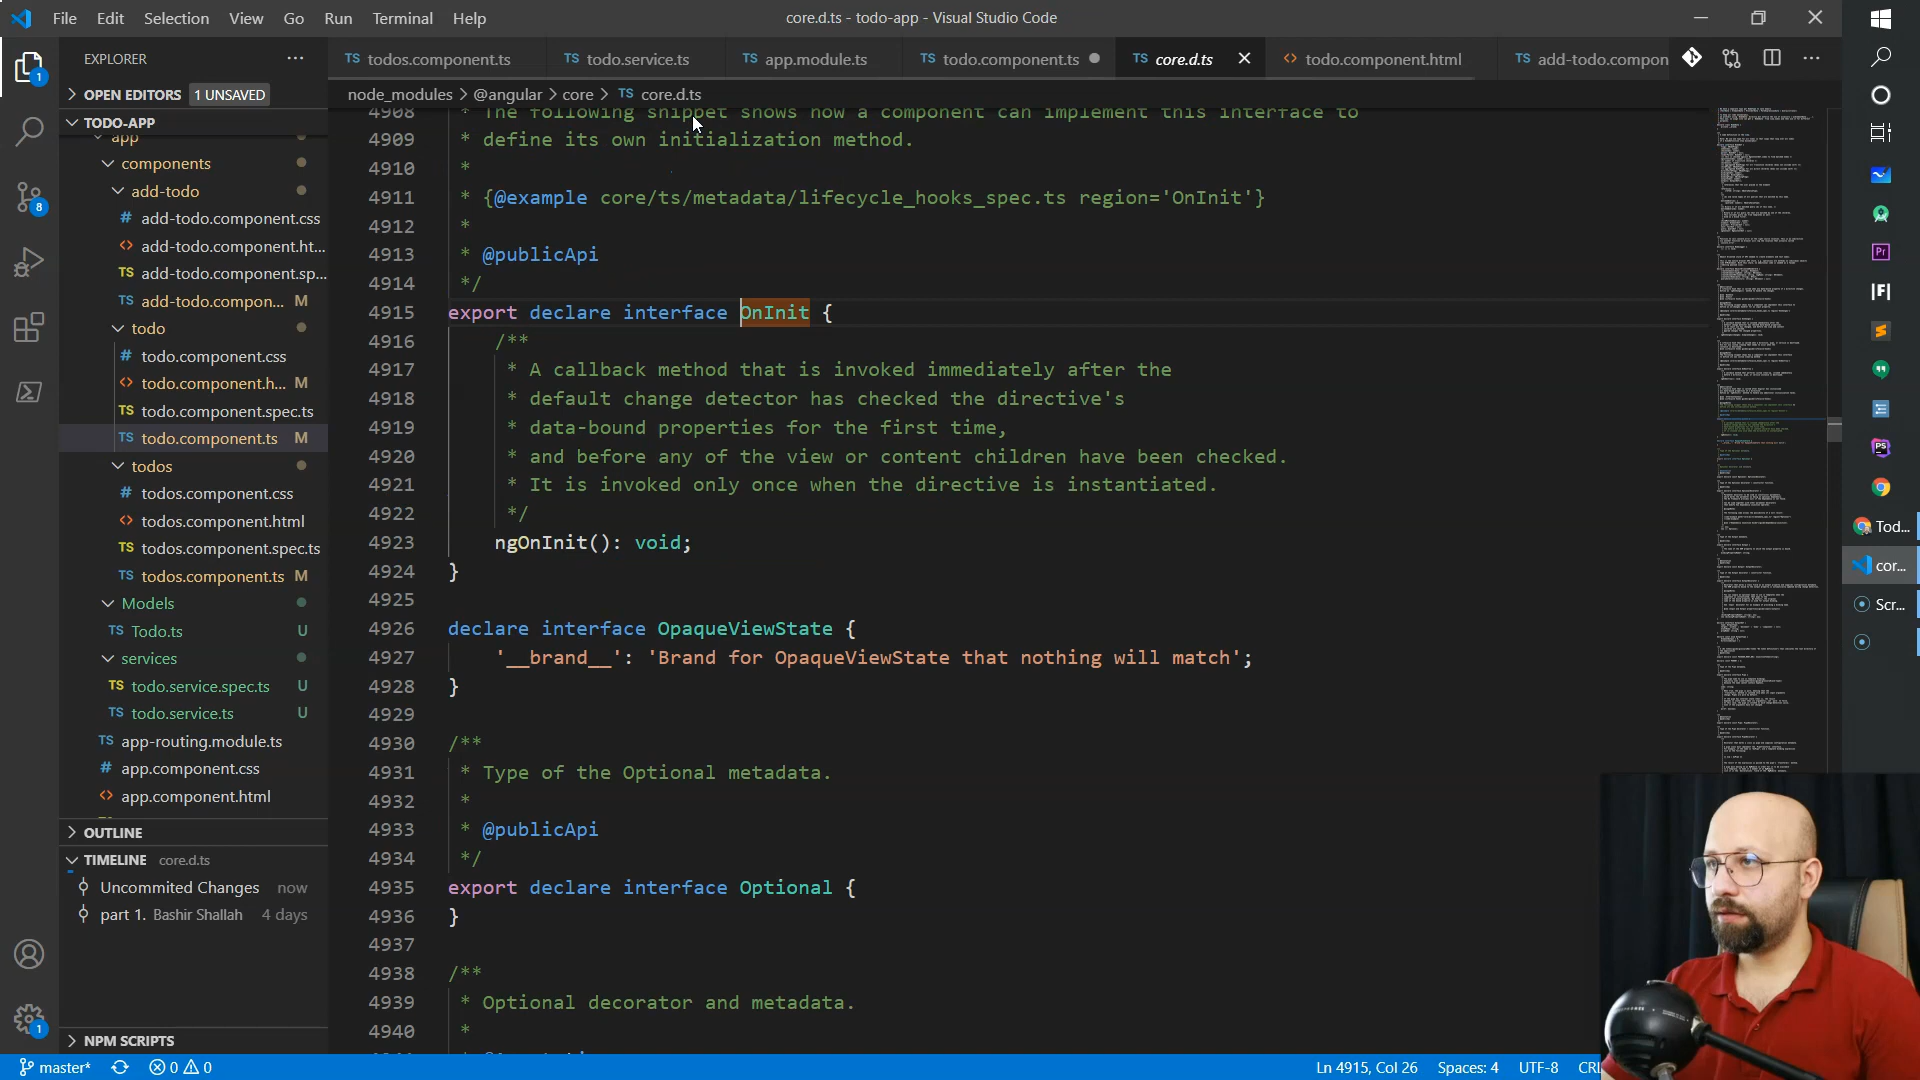 File Edit Selection View Go Run Terminal Help
core.d.ts - todo-app - Visual Studio Code
EXPLORER
OPEN EDITORS 1 UNSAVED
TODO-APP
app
components
add-todo
# add-todo.component.css
<> add-todo.component.ht...
TS add-todo.component.sp...
TS add-todo.compon... M
todo
# todo.component.css
<> todo.component.h... M
TS todo.component.spec.ts
TS todo.component.ts M
todos
# todos.component.css
<> todos.component.html
TS todos.component.spec.ts
TS todos.component.ts M
Models
TS Todo.ts U
services
TS todo.service.spec.ts U
TS todo.service.ts U
TS app-routing.module.ts
# app.component.css
<> app.component.html
OUTLINE
TIMELINE core.d.ts
Uncommited Changes now
part 1. Bashir Shallah 4 days
NPM SCRIPTS
1
8
1
TS todos.component.ts TS todo.service.ts TS app.module.ts TS todo.component.ts TS core.d.ts <> todo.component.html TS add-todo.compon
node_modules > @angular > core > TS core.d.ts
4908 * The following snippet shows how a component can implement this interface to
4909 * define its own initialization method.
4910 *
4911 * {@example core/ts/metadata/lifecycle_hooks_spec.ts region='OnInit'}
4912 *
4913 * @publicApi
4914 */
4915 export declare interface OnInit {
4916 /**
4917 * A callback method that is invoked immediately after the
4918 * default change detector has checked the directive's
4919 * data-bound properties for the first time,
4920 * and before any of the view or content children have been checked.
4921 * It is invoked only once when the directive is instantiated.
4922 */
4923 ngOnInit(): void;
4924 }
4925
4926 declare interface OpaqueViewState {
4927 '__brand__': 'Brand for OpaqueViewState that nothing will match';
4928 }
4929
4930 /**
4931 * Type of the Optional metadata.
4932 *
4933 * @publicApi
4934 */
4935 export declare interface Optional {
4936 }
4937
4938 /**
4939 * Optional decorator and metadata.
4940 *
master* 0 0
Ln 4915, Col 26 Spaces: 4 UTF-8 CRL
Pr
|F|
PS
Tod...
cor...
Scr...